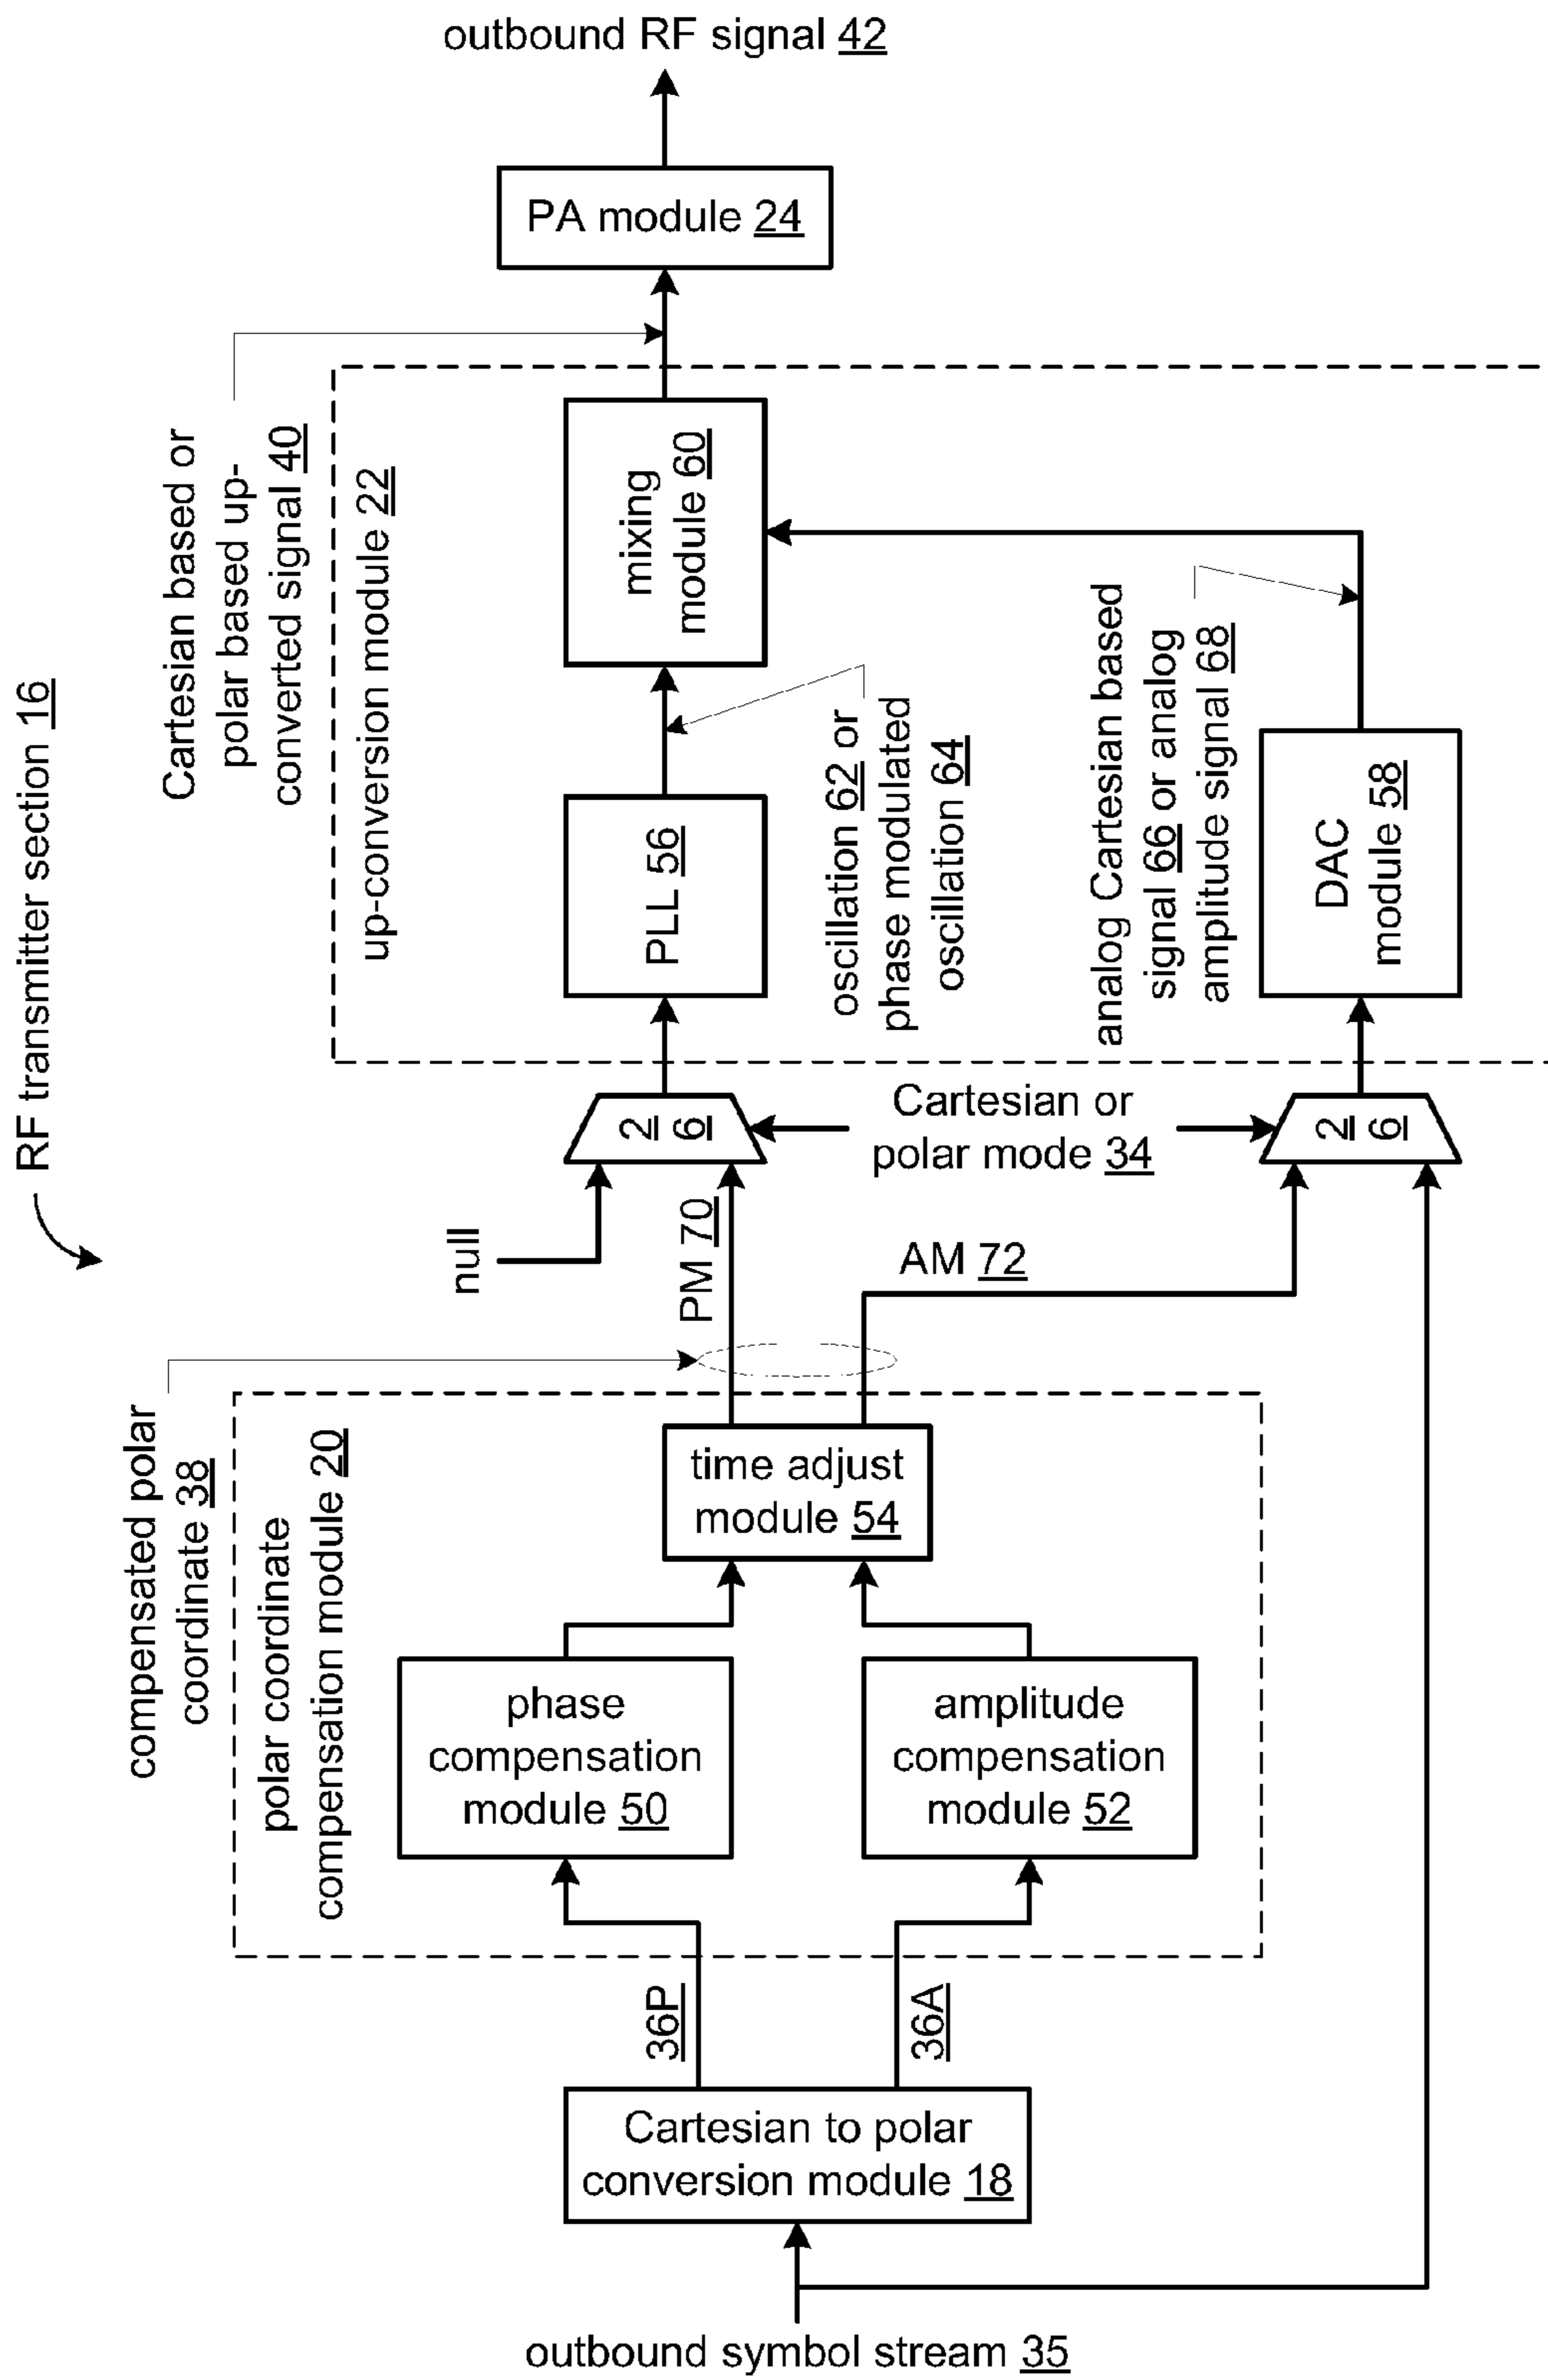 outbound RF signal 42
PA module 24
RF transmitter section 16
Cartesian based or
polar based up-
converted signal 40
up-conversion module 22
mixing
module 60
PLL 56
oscillation 62 or
phase modulated
oscillation 64
analog Cartesian based
signal 66 or analog
amplitude signal 68
DAC
module 58
26
Cartesian or
polar mode 34
26
null
PM 70
AM 72
compensated polar
coordinate 38
polar coordinate
compensation module 20
time adjust
module 54
phase
compensation
module 50
amplitude
compensation
module 52
36P
36A
Cartesian to polar
conversion module 18
outbound symbol stream 35